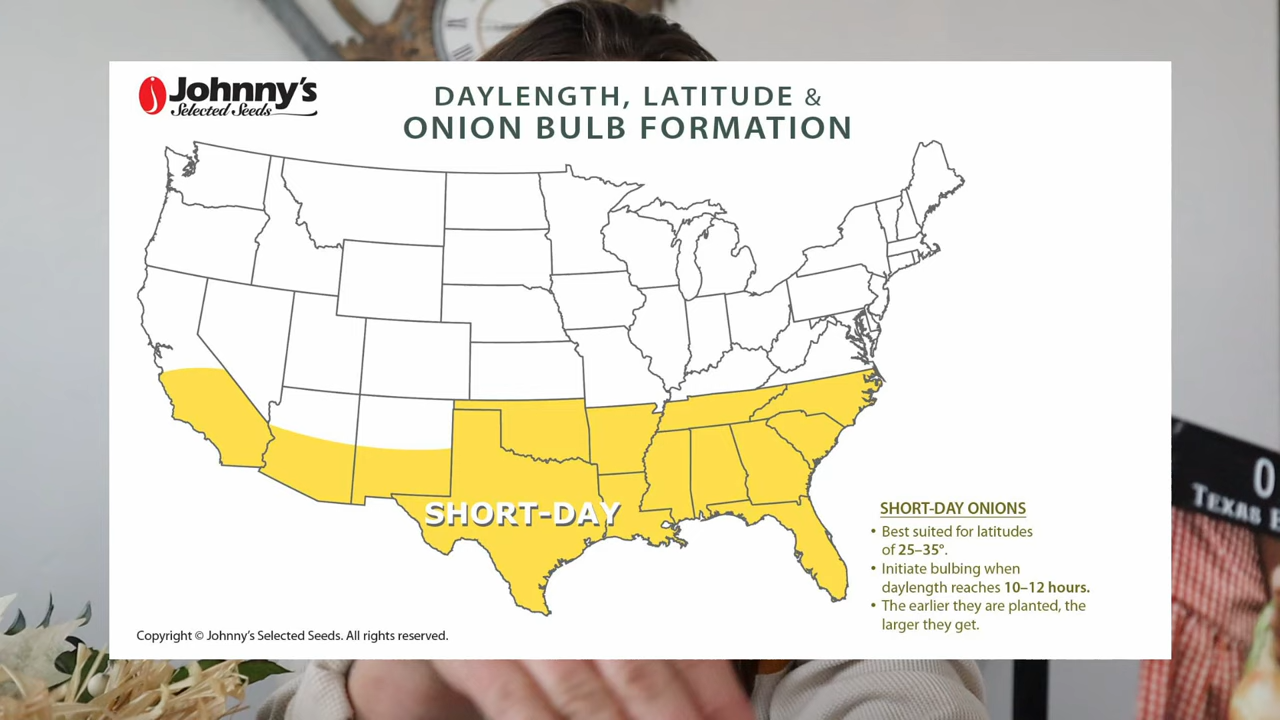 Johnny's
Selected Seeds
DAYLENGTH, LATITUDE &
ONION BULB FORMATION
SHORT-DAY
SHORT-DAY ONIONS
• Best suited for latitudes
of 25–35°.
• Initiate bulbing when
daylength reaches 10–12 hours.
• The earlier they are planted, the
larger they get.
Copyright © Johnny's Selected Seeds. All rights reserved.
TEXAS